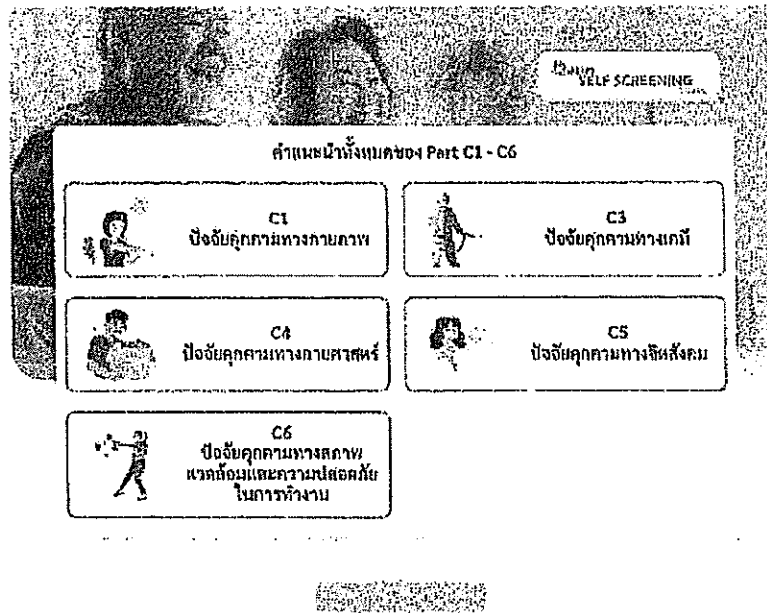 SELF SCREENING
คำแนะนำทั้งหมดของ Part C1 - C6
C1
ปัจจัยคุกคามทางกายภาพ
C3
ปัจจัยคุกคามทางเคมี
C4
ปัจจัยคุกคามทางกายศาสตร์
C5
ปัจจัยคุกคามทางจิตสังคม
C6
ปัจจัยคุกคามทางสภาพ
แวดล้อมและความปลอดภัย
ในการทำงาน